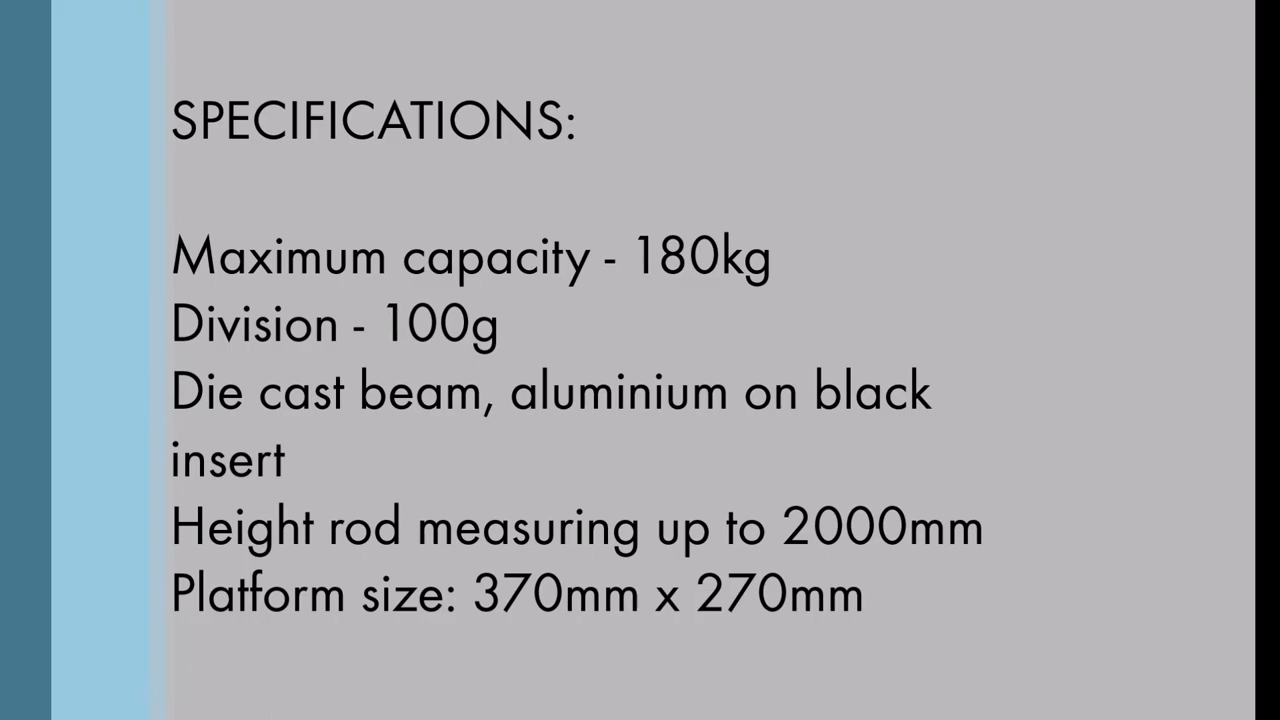 SPECIFICATIONS:
Maximum capacity - 180kg
Division - 100g
Die cast beam, aluminium on black
insert
Height rod measuring up to 2000mm
Platform size: 370mm x 270mm